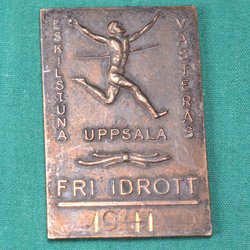 ESKILSTUNA
VÄSTERÅS
UPPSALA
FRI IDROTT
1941